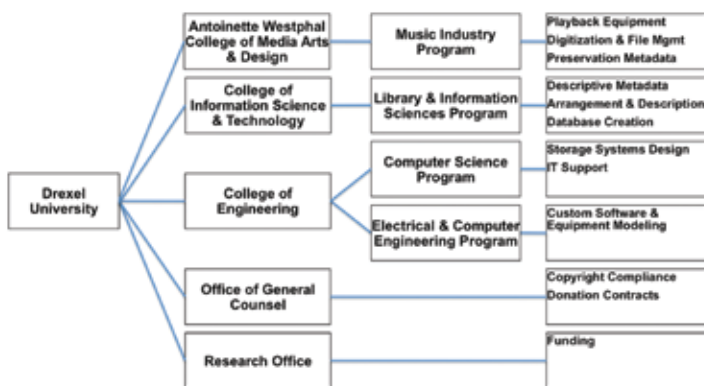 Antoinette Westphal
College of Media Arts
& Design
Music Industry
Program
Playback Equipment
Digitization & File Mgmt
Preservation Metadata
College of
Information Science
& Technology
Library & Information
Sciences Program
Descriptive Metadata
Arrangement & Description
Database Creation
Drexel
University
College of
Engineering
Computer Science
Program
Storage Systems Design
IT Support
Electrical & Computer
Engineering Program
Custom Software &
Equipment Modeling
Office of General
Counsel
Copyright Compliance
Donation Contracts
Research Office
Funding